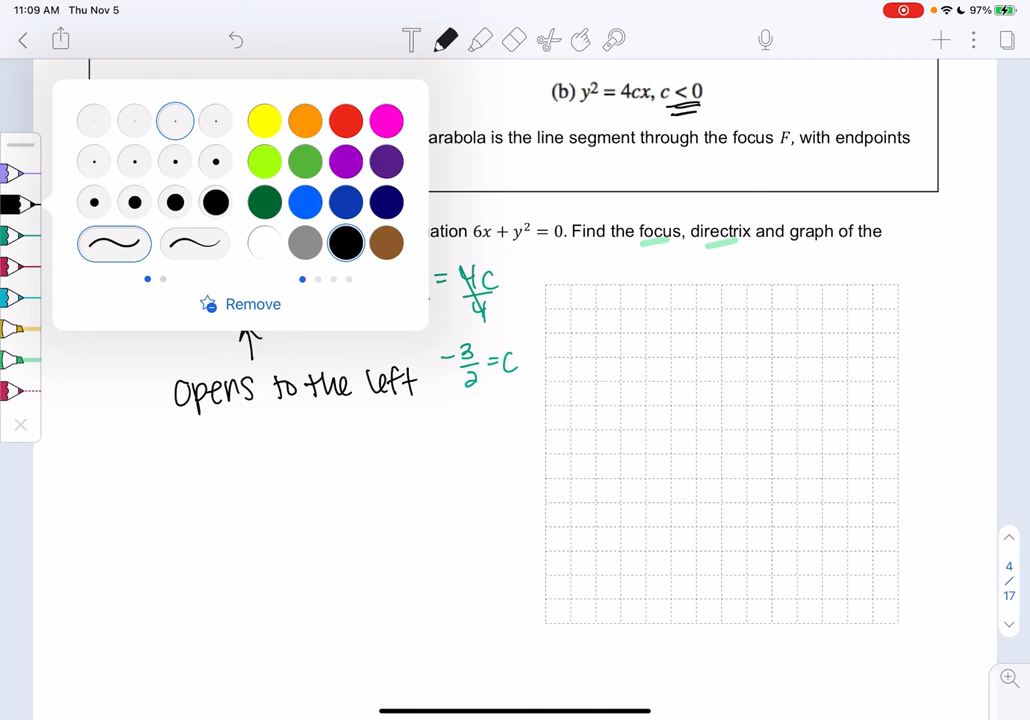 11:09 AM Thu Nov 5
97%
(b) y² = 4cx, c < 0
arabola is the line segment through the focus F, with endpoints
ation 6x + y² = 0. Find the focus, directrix and graph of the
= 4c/4
-3/2 = c
Remove
opens to the left
4
/
17